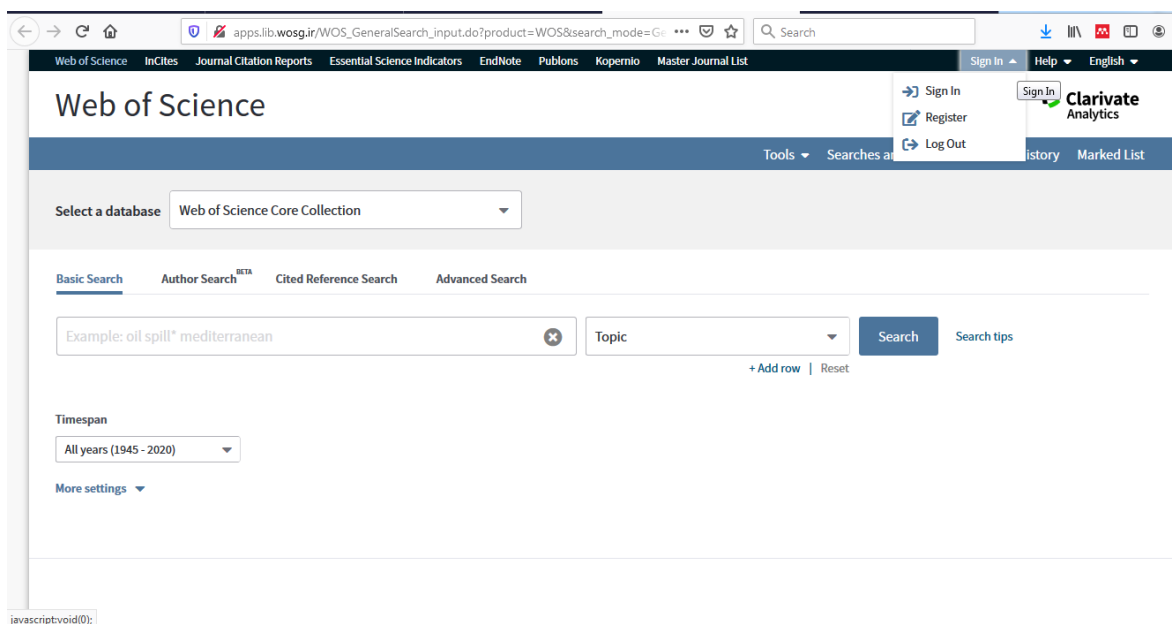 apps.lib.wosg.ir/WOS_GeneralSearch_input.do?product=WOS&search_mode=Ge ••• Search
Web of Science InCites Journal Citation Reports Essential Science Indicators EndNote Publons Kopernio Master Journal List Sign In Help English
Sign In
Register
Log Out
Sign In
Web of Science
Clarivate
Analytics
Tools Searches a istory Marked List
Select a database Web of Science Core Collection
Basic Search Author Search BETA Cited Reference Search Advanced Search
Example: oil spill* mediterranean Topic Search Search tips
+ Add row | Reset
Timespan
All years (1945 - 2020)
More settings
javascript:void(0);